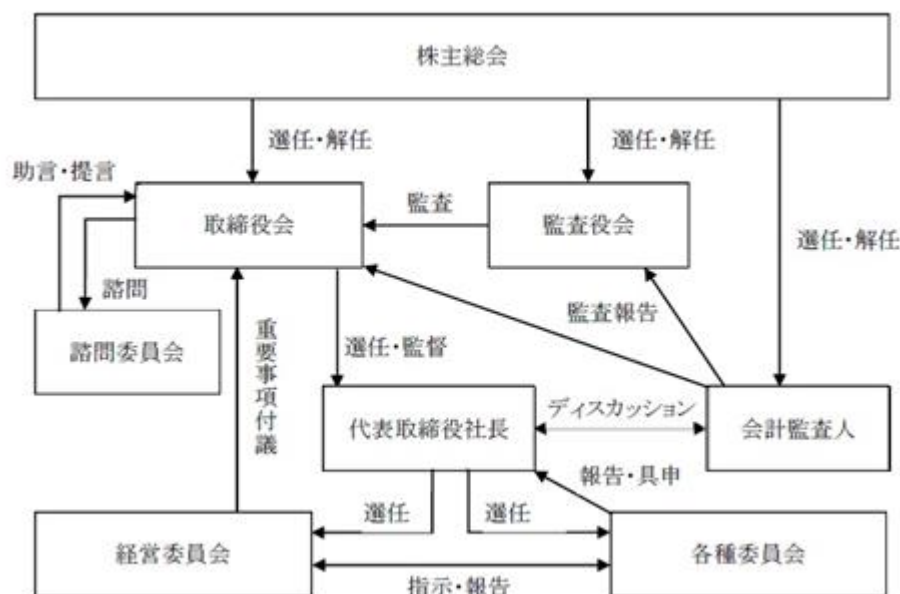 株主総会
選任・解任
選任・解任
助言・提言
取締役会
監査
監査役会
選任・解任
諮問
監査報告
諮問委員会
重要事項付議
選任・監督
代表取締役社長
ディスカッション
会計監査人
報告・具申
選任
選任
経営委員会
各種委員会
指示・報告